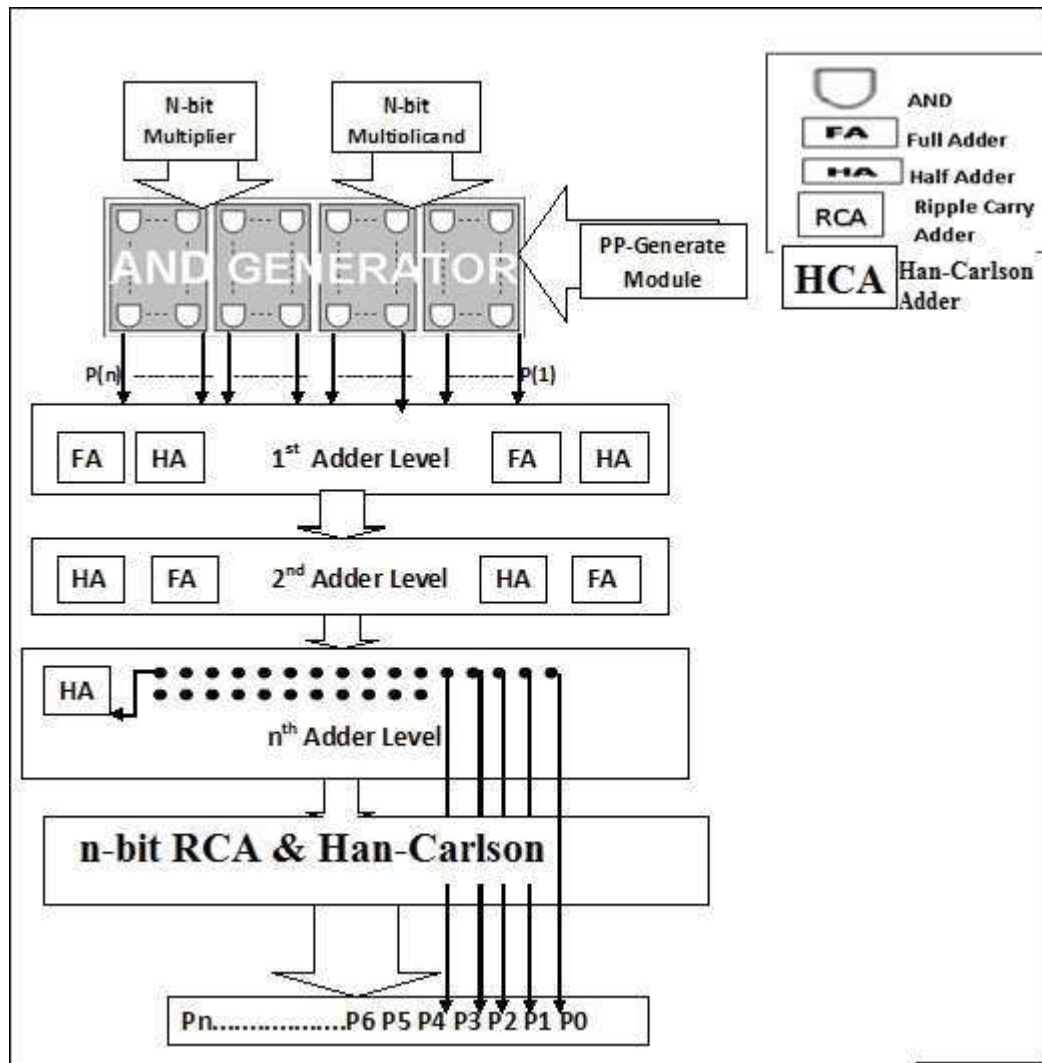 N-bit
Multiplier
N-bit
Multiplicand
AND GENERATOR
PP-Generate
Module
AND
FA Full Adder
HA Half Adder
RCA Ripple Carry
Adder
HCA Han-Carlson
Adder
P(n) P(1)
FA HA 1st Adder Level FA HA
HA FA 2nd Adder Level HA FA
HA
nth Adder Level
n-bit RCA & Han-Carlson
Pn..................P6 P5 P4 P3 P2 P1 P0